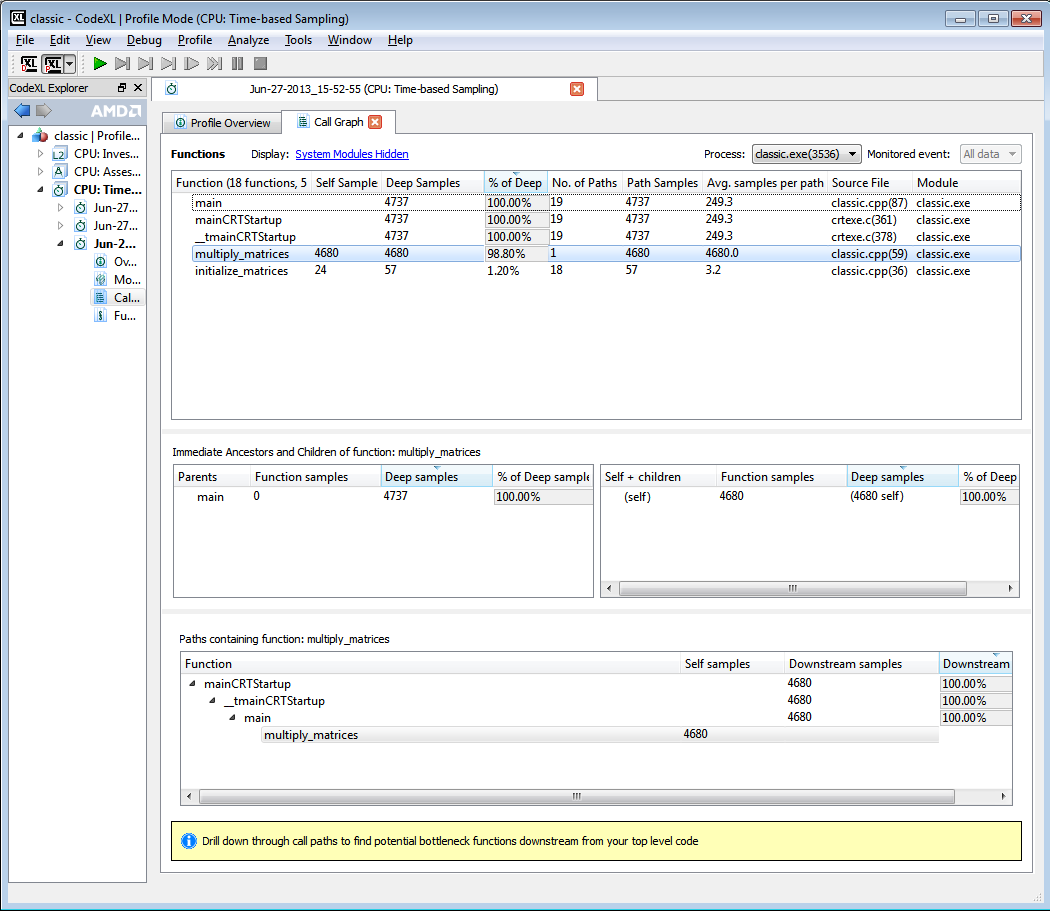 classic - CodeXL | Profile Mode (CPU: Time-based Sampling)
File Edit View Debug Profile Analyze Tools Window Help
CodeXL Explorer
Jun-27-2013_15-52-55 (CPU: Time-based Sampling)
AMD
classic | Profile...
CPU: Inves...
CPU: Asses...
CPU: Time...
Jun-27...
Jun-27...
Jun-2...
Ov...
Mo...
Cal...
Fu...
Profile Overview Call Graph
Functions Display: System Modules Hidden Process: classic.exe(3536) Monitored event: All data
Function (18 functions, 5 Self Sample Deep Samples % of Deep No. of Paths Path Samples Avg. samples per path Source File Module
main 4737 100.00% 19 4737 249.3 classic.cpp(87) classic.exe
mainCRTStartup 4737 100.00% 19 4737 249.3 crtexe.c(361) classic.exe
__tmainCRTStartup 4737 100.00% 19 4737 249.3 crtexe.c(378) classic.exe
multiply_matrices 4680 4680 98.80% 1 4680 4680.0 classic.cpp(59) classic.exe
initialize_matrices 24 57 1.20% 18 57 3.2 classic.cpp(36) classic.exe
Immediate Ancestors and Children of function: multiply_matrices
Parents Function samples Deep samples % of Deep sample
main 0 4737 100.00%
Self + children Function samples Deep samples % of Deep
(self) 4680 (4680 self) 100.00%
Paths containing function: multiply_matrices
Function Self samples Downstream samples Downstream
mainCRTStartup 4680 100.00%
__tmainCRTStartup 4680 100.00%
main 4680 100.00%
multiply_matrices 4680
Drill down through call paths to find potential bottleneck functions downstream from your top level code